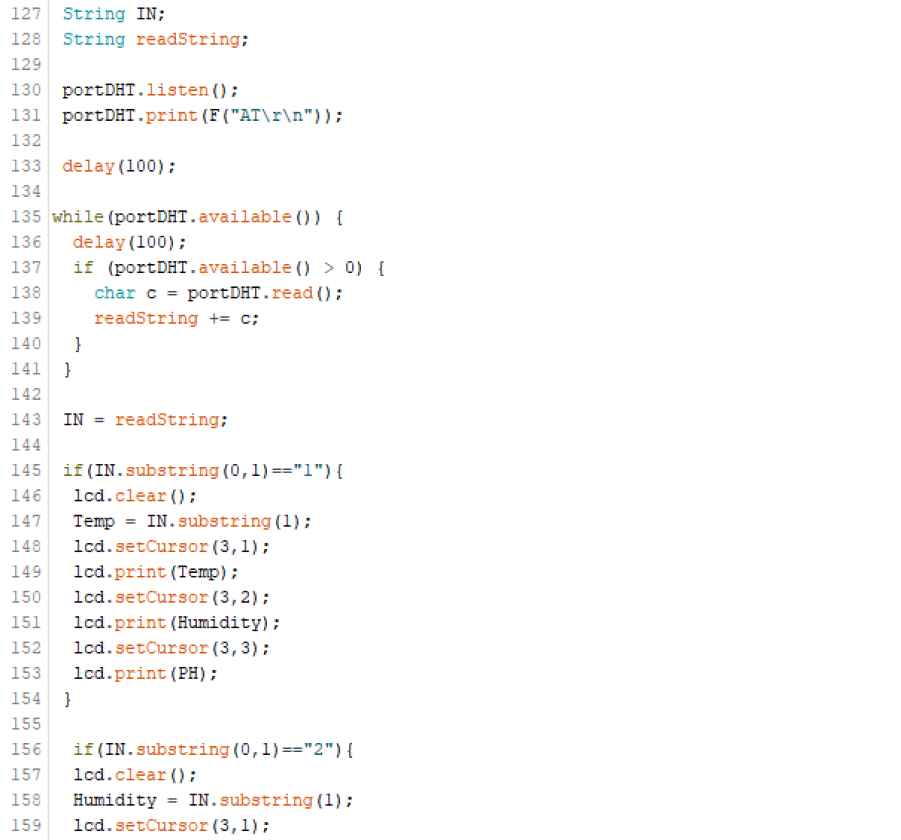 127 String IN;
128 String readString;
129
130 portDHT.listen();
131 portDHT.print(F("AT\r\n"));
132
133 delay(100);
134
135 while(portDHT.available()) {
136 delay(100);
137 if (portDHT.available() > 0) {
138 char c = portDHT.read();
139 readString += c;
140 }
141 }
142
143 IN = readString;
144
145 if(IN.substring(0,1)=="1"){
146 lcd.clear();
147 Temp = IN.substring(1);
148 lcd.setCursor(3,1);
149 lcd.print(Temp);
150 lcd.setCursor(3,2);
151 lcd.print(Humidity);
152 lcd.setCursor(3,3);
153 lcd.print(PH);
154 }
155
156 if(IN.substring(0,1)=="2"){
157 lcd.clear();
158 Humidity = IN.substring(1);
159 lcd.setCursor(3,1);